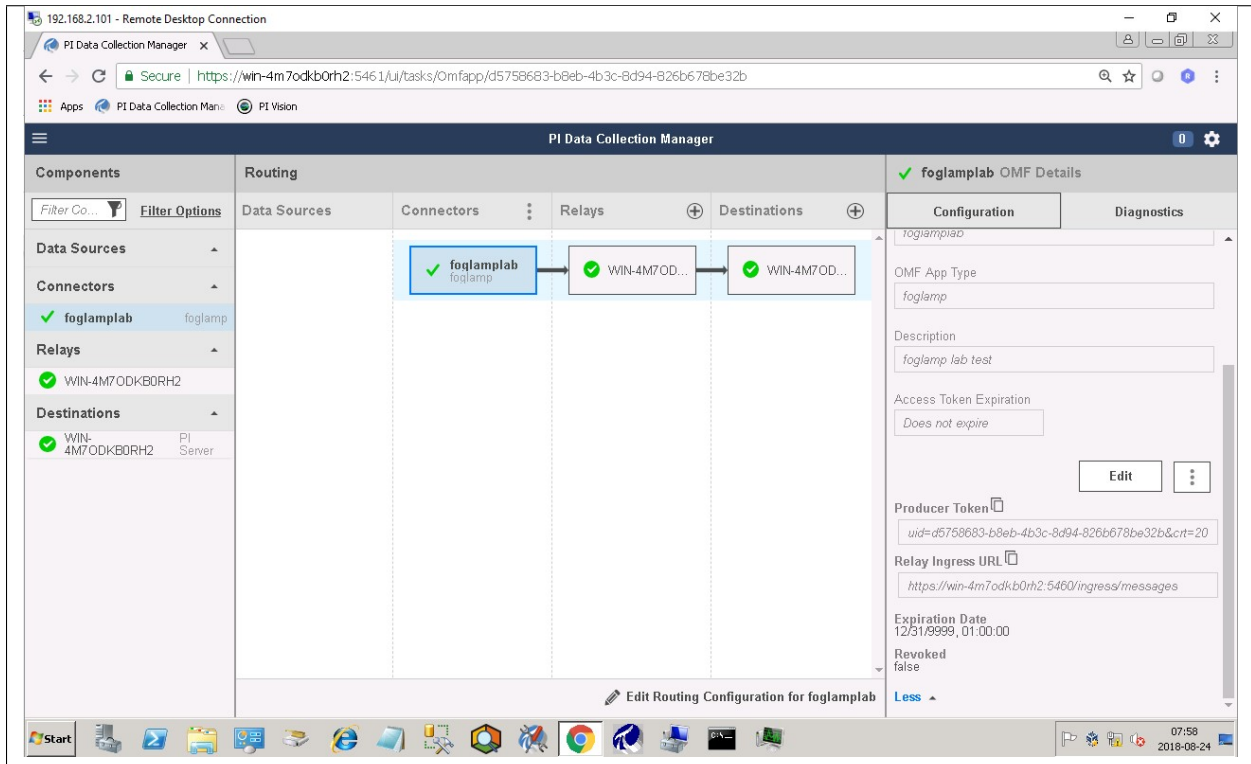 192.168.2.101 - Remote Desktop Connection
PI Data Collection Manager
Secure | https://win-4m7odkb0rh2:5461/ui/tasks/Omfapp/d5758683-b8eb-4b3c-8d94-826b678be32b
Apps PI Data Collection Mana PI Vision
PI Data Collection Manager 0
Components
Filter Co... Filter Options
Data Sources
Connectors
foglamplab foglamp
Relays
WIN-4M7ODKB0RH2
Destinations
WIN-4M7ODKB0RH2 PI Server
Routing
Data Sources Connectors Relays Destinations
foglamplab
foglamp
WIN-4M7OD...
WIN-4M7OD...
Edit Routing Configuration for foglamplab
foglamplab OMF Details
Configuration Diagnostics
foglamplab
OMF App Type
foglamp
Description
foglamp lab test
Access Token Expiration
Does not expire
Edit
Producer Token
uid=d5758683-b8eb-4b3c-8d94-826b678be32b&crt=20
Relay Ingress URL
https://win-4m7odkb0rh2:5460/ingress/messages
Expiration Date
12/31/9999, 01:00:00
Revoked
false
Less
Start
07:58
2018-08-24